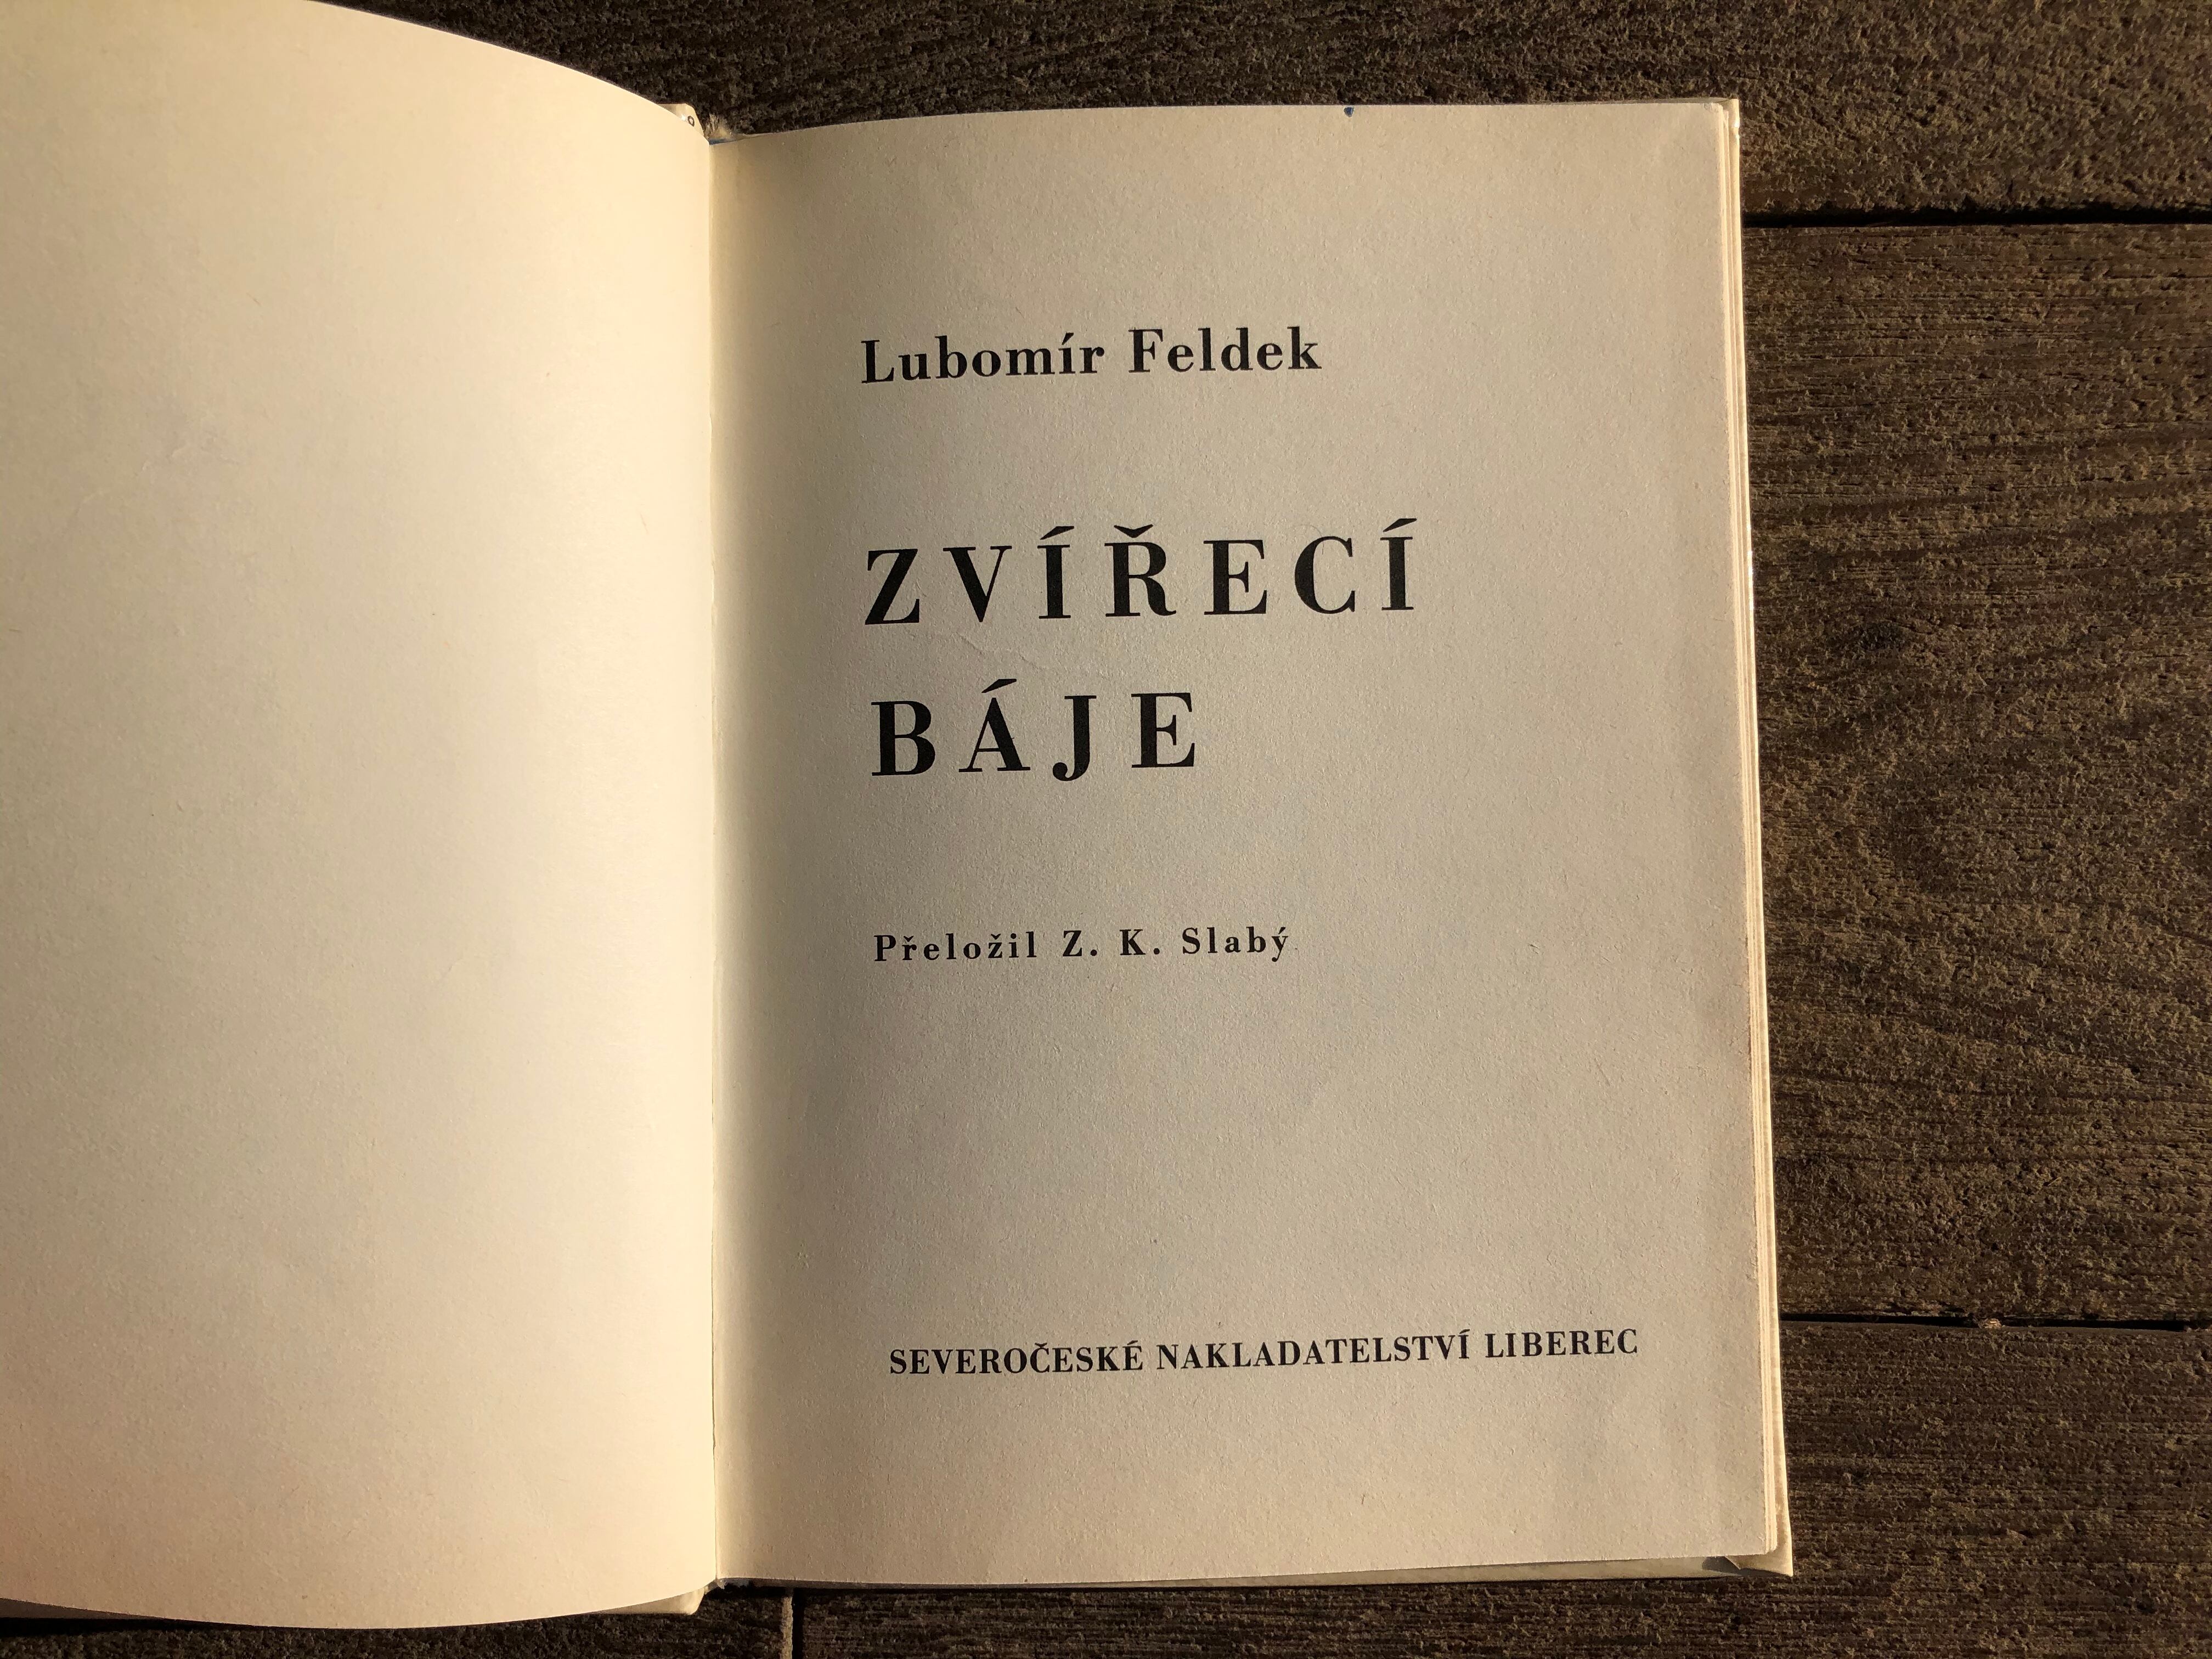 Lubomír Feldek
ZVÍŘECÍ
BÁJE
Přeložil Z. K. Slabý
SEVEROČESKÉ NAKLADATELSTVÍ LIBEREC